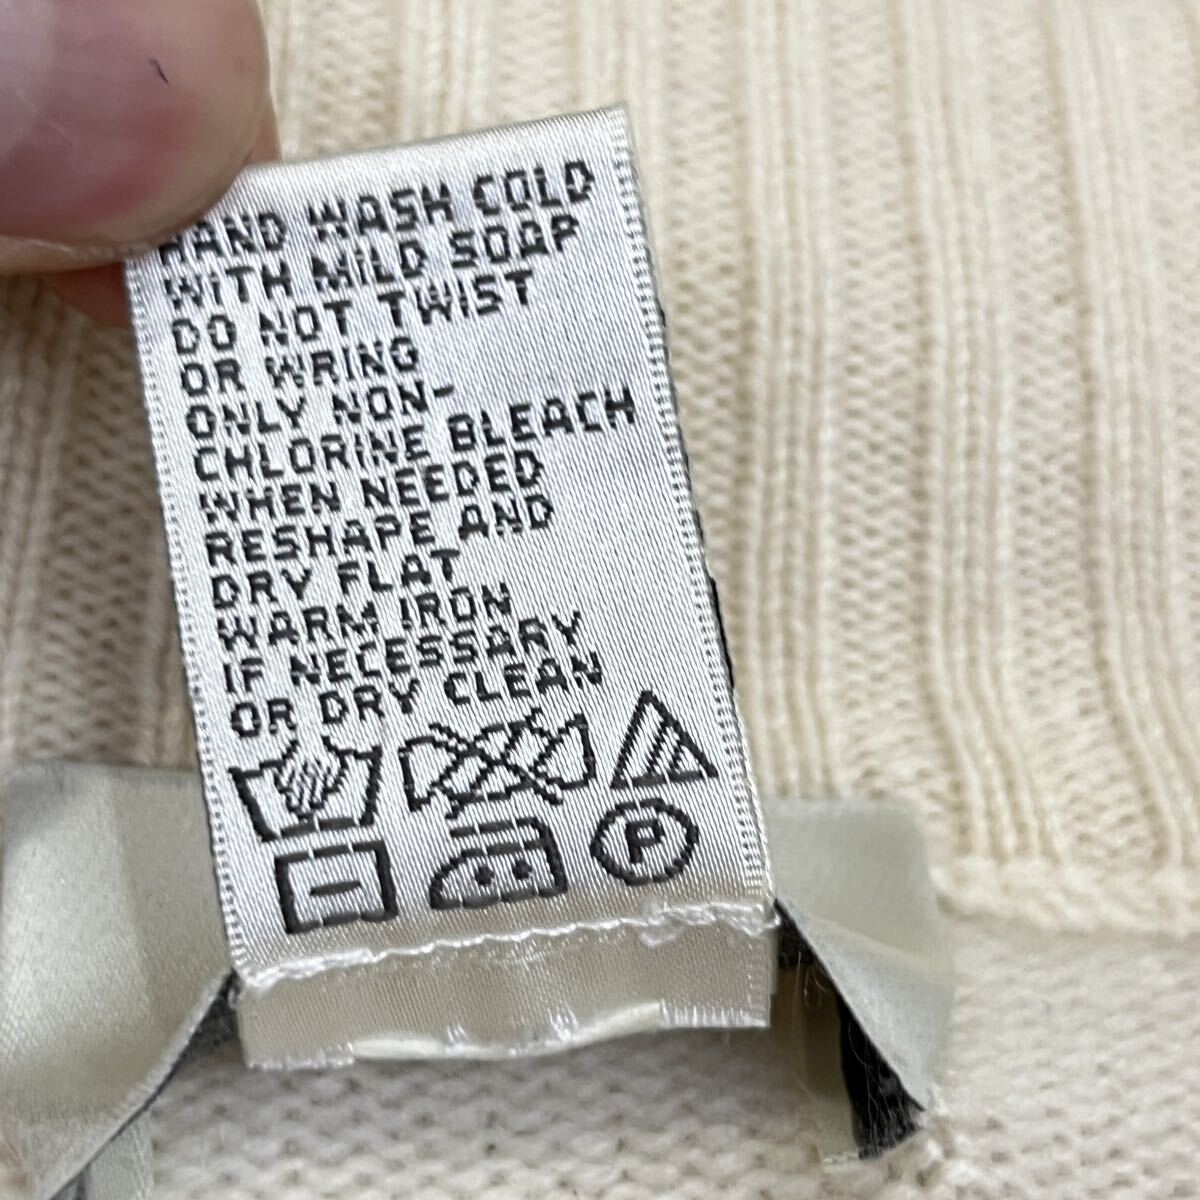 HAND WASH COLD
WITH MILD SOAP
DO NOT TWIST
OR WRING
ONLY NON-
CHLORINE BLEACH
WHEN NEEDED
RESHAPE AND
DRY FLAT
WARM IRON
IF NECESSARY
OR DRY CLEAN
P